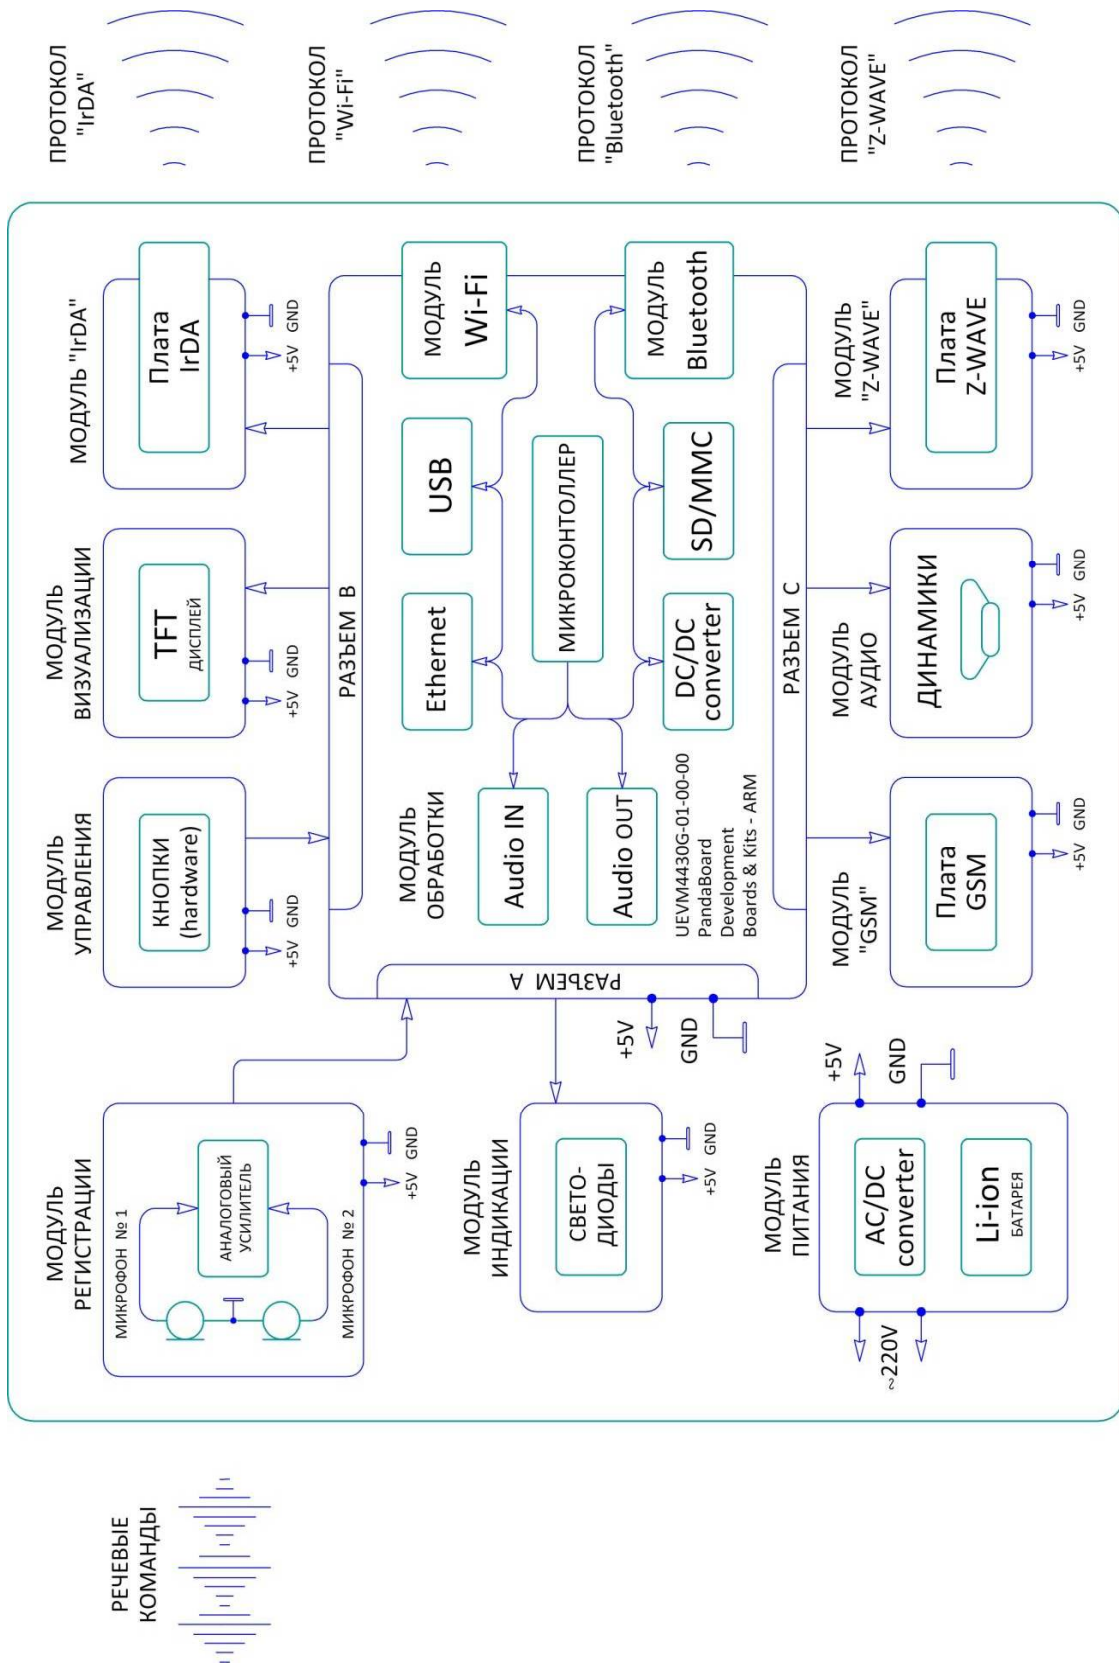 РЕЧЕВЫЕ
КОМАНДЫ
МОДУЛЬ
РЕГИСТРАЦИИ
МИКРОФОН № 1
АНАЛОГОВЫЙ
УСИЛИТЕЛЬ
МИКРОФОН № 2
+5V GND
МОДУЛЬ
УПРАВЛЕНИЯ
КНОПКИ
(hardware)
+5V GND
МОДУЛЬ
ВИЗУАЛИЗАЦИИ
TFT
ДИСПЛЕЙ
+5V GND
МОДУЛЬ "IrDA"
Плата
IrDA
+5V GND
ПРОТОКОЛ
"IrDA"
ПРОТОКОЛ
"Wi-Fi"
ПРОТОКОЛ
"Bluetooth"
ПРОТОКОЛ
"Z-WAVE"
РАЗЪЕМ B
РАЗЪЕМ A
+5V
GND
МОДУЛЬ
ОБРАБОТКИ
Audio IN
Audio OUT
Ethernet
USB
МОДУЛЬ
Wi-Fi
МИКРОКОНТОЛЛЕР
МОДУЛЬ
Bluetooth
DC/DC
converter
SD/MMC
UEVM4430G-01-00-00
PandaBoard
Development
Boards & Kits - ARM
РАЗЪЕМ C
МОДУЛЬ
ИНДИКАЦИИ
СВЕТО-
ДИОДЫ
+5V GND
МОДУЛЬ
ПИТАНИЯ
~220V
AC/DC
converter
Li-ion
БАТАРЕЯ
+5V
GND
МОДУЛЬ
"GSM"
Плата
GSM
+5V GND
МОДУЛЬ
АУДИО
ДИНАМИКИ
+5V GND
МОДУЛЬ
"Z-WAVE"
Плата
Z-WAVE
+5V GND